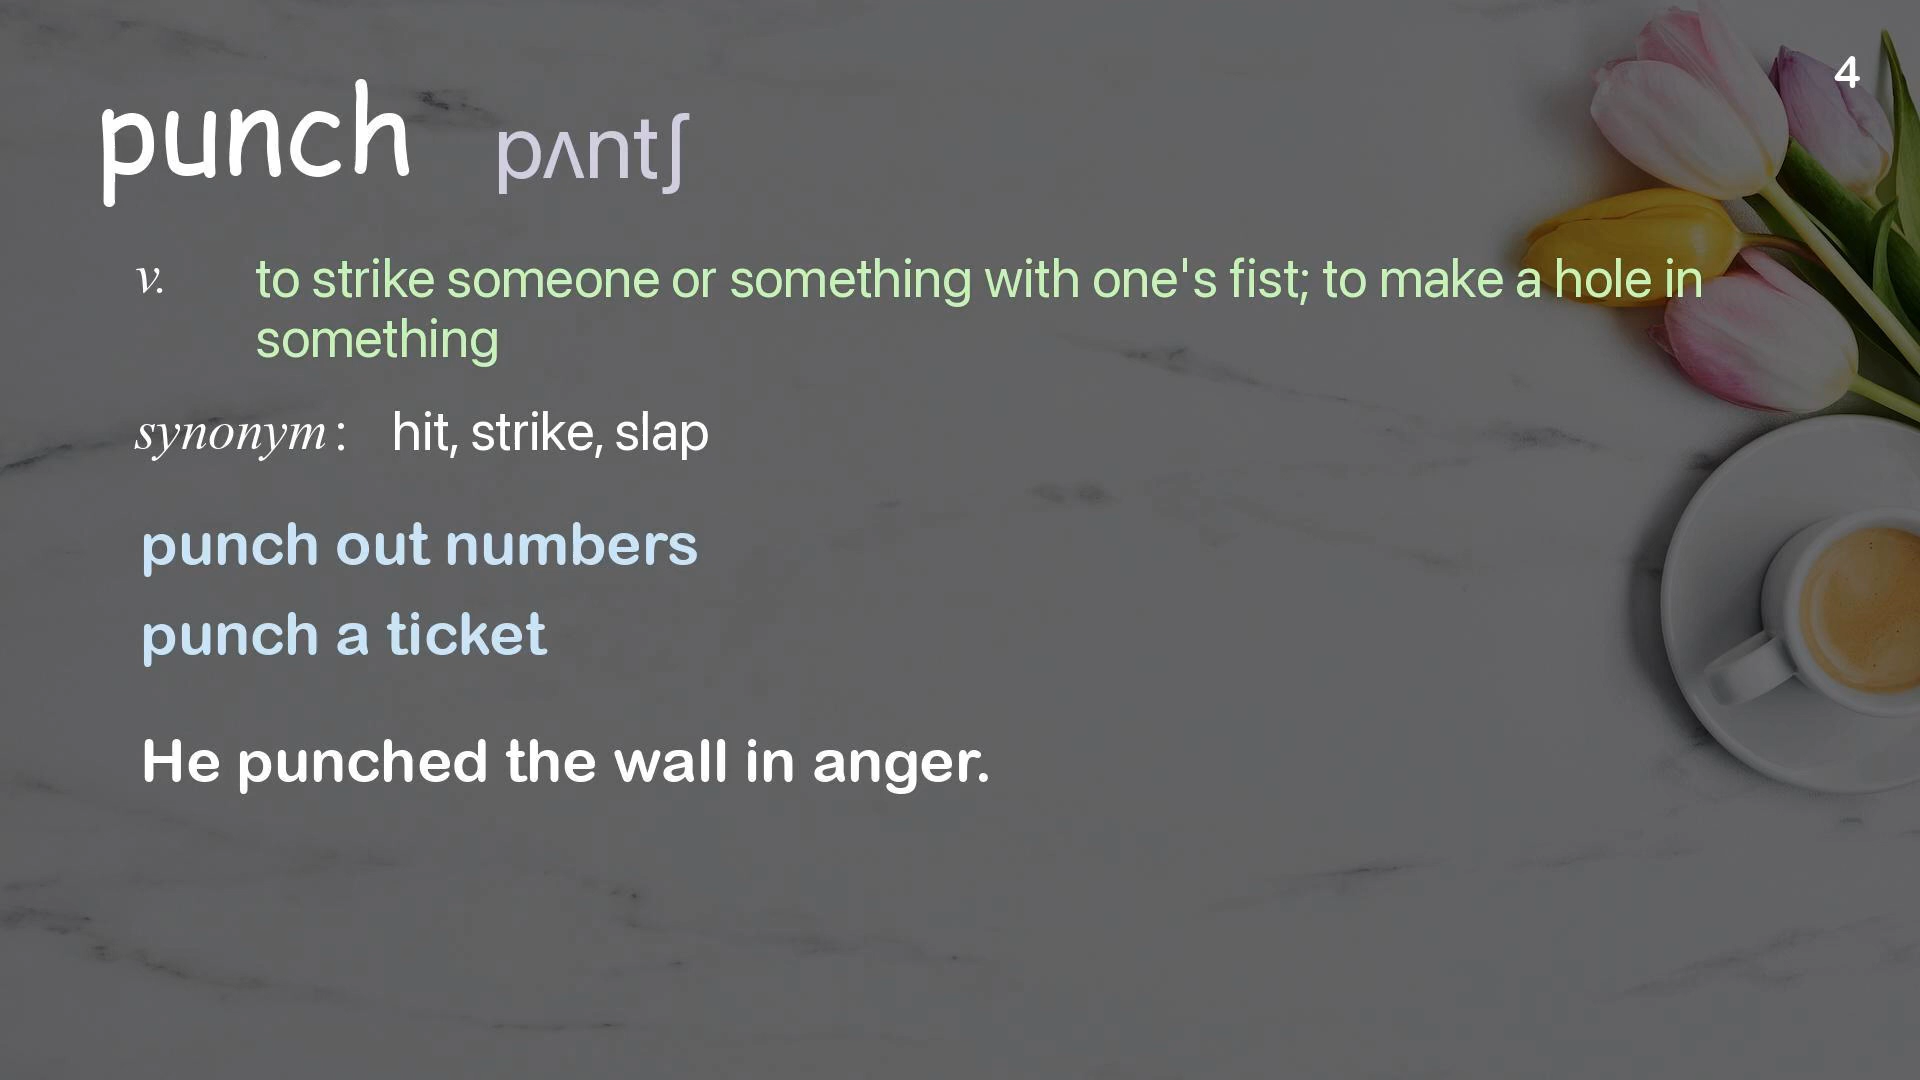 4
punch pʌntʃ
v. to strike someone or something with one's fist; to make a hole in
something
synonym: hit, strike, slap
punch out numbers
punch a ticket
He punched the wall in anger.